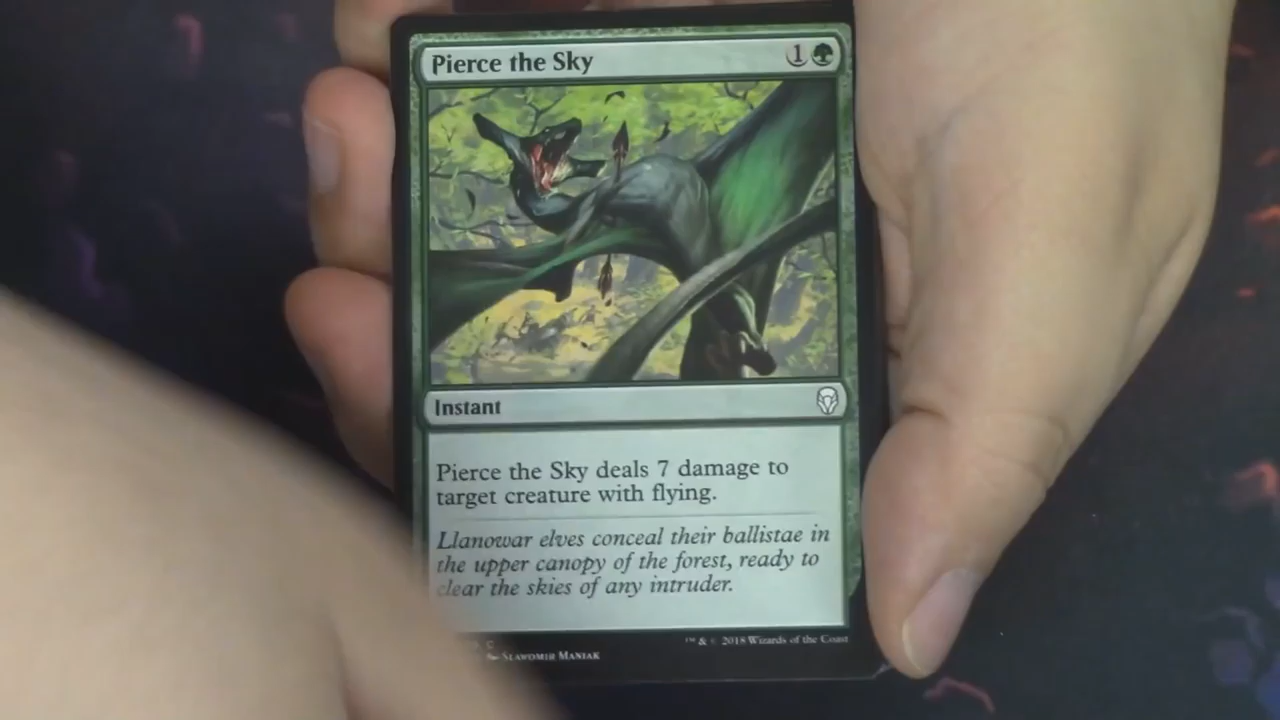 Pierce the Sky 1
Instant
Pierce the Sky deals 7 damage to
target creature with flying.
Llanowar elves conceal their ballistae in
the upper canopy of the forest, ready to
clear the skies of any intruder.
C
™ & © 2018 Wizards of the Coast
Slawomir Maniak